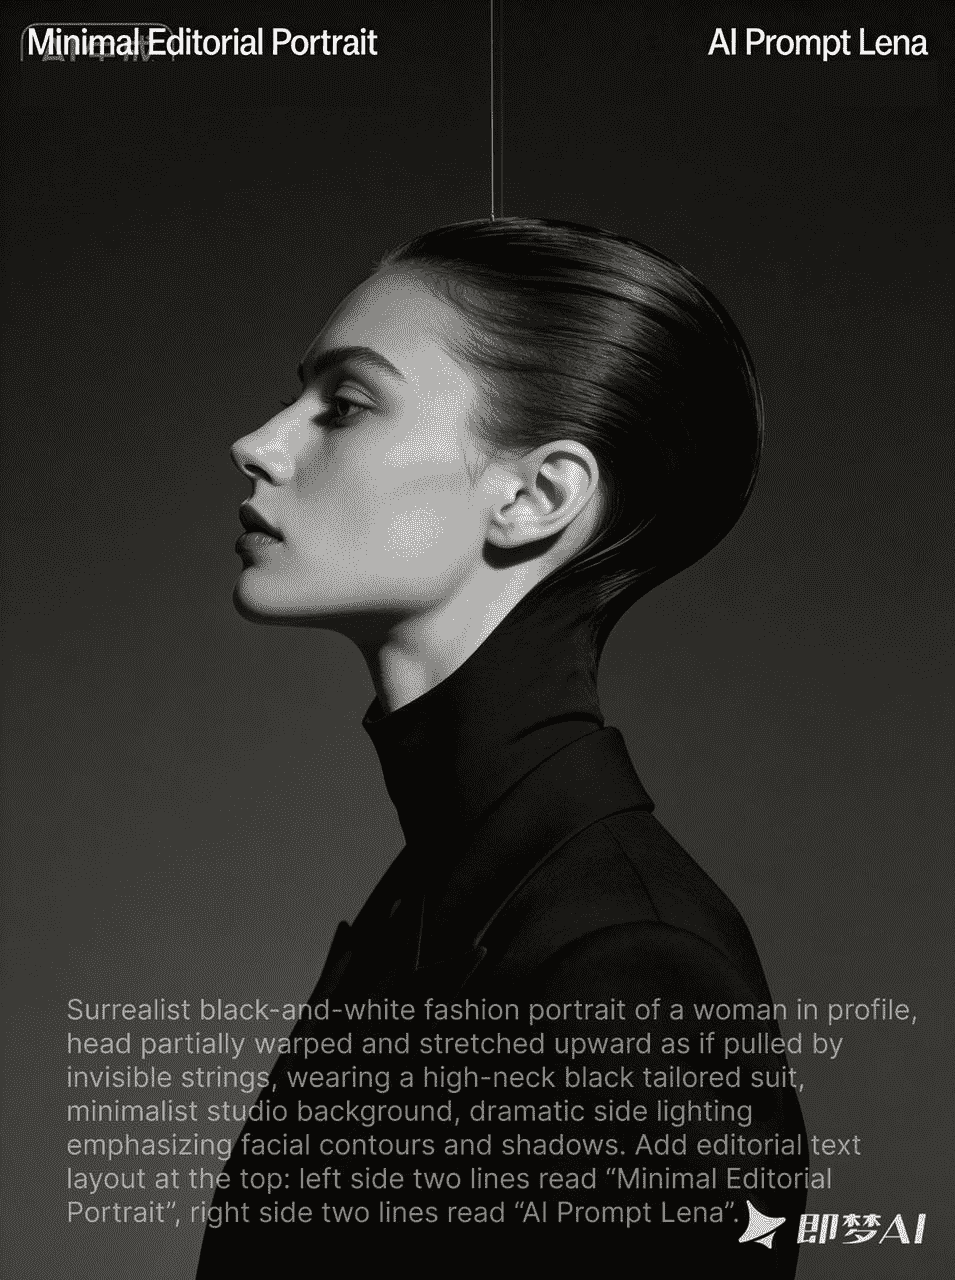 Minimal Editorial Portrait
AI Prompt Lena
Surrealist black-and-white fashion portrait of a woman in profile,
head partially warped and stretched upward as if pulled by
invisible strings, wearing a high-neck black tailored suit,
minimalist studio background, dramatic side lighting
emphasizing facial contours and shadows. Add editorial text
layout at the top: left side two lines read “Minimal Editorial
Portrait”, right side two lines read “AI Prompt Lena”.
即梦AI